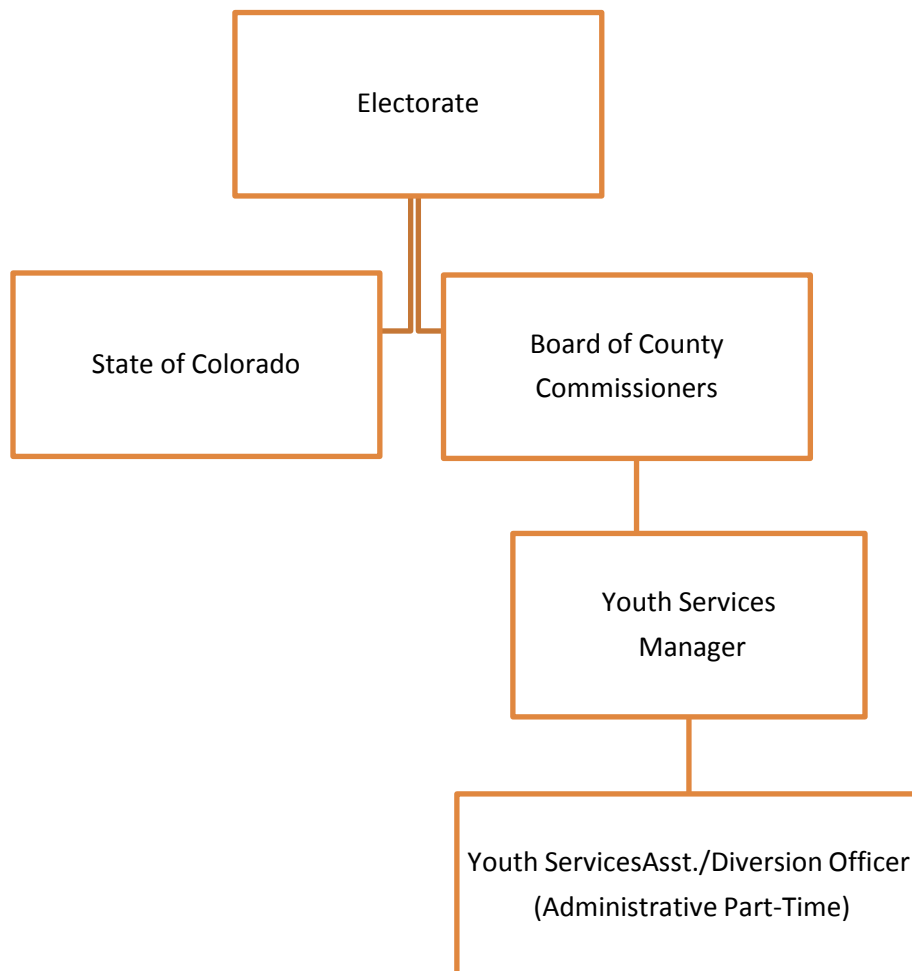 Electorate
State of Colorado
Board of County
Commissioners
Youth Services
Manager
Youth ServicesAsst./Diversion Officer
(Administrative Part-Time)